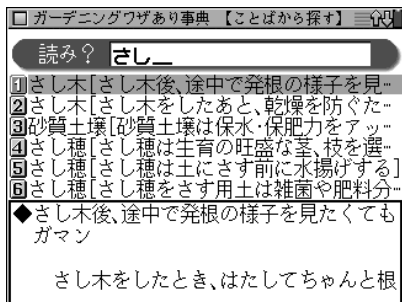 ガーデニングワザあり事典 【ことばから探す】
読み? さし_
1さし木[さし木後、途中で発根の様子を見…
2さし木[さし木をしたあと、乾燥を防ぐた…
3砂質土壌[砂質土壌は保水・保肥力をアッ…
4さし穂[さし穂は生育の旺盛な茎、枝を選…
5さし穂[さし穂は土にさす前に水揚げする]
6さし穂[さし穂をさす用土は雑菌や肥料分…
◆さし木後、途中で発根の様子を見たくても
ガマン
さし木をしたとき、はたしてちゃんと根